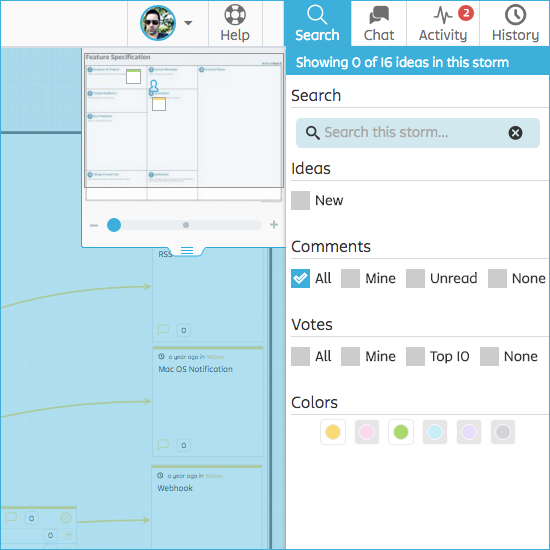 Help
Search
Chat
Activity
2
History
Showing 0 of 16 ideas in this storm
Feature Specification
Search
Search this storm...
Ideas
New
Comments
All
Mine
Unread
None
Votes
All
Mine
Top 10
None
Colors
RSS
0
a year ago in Yellow
Mac OS Notification
0
a year ago in Yellow
Webhook
0
0